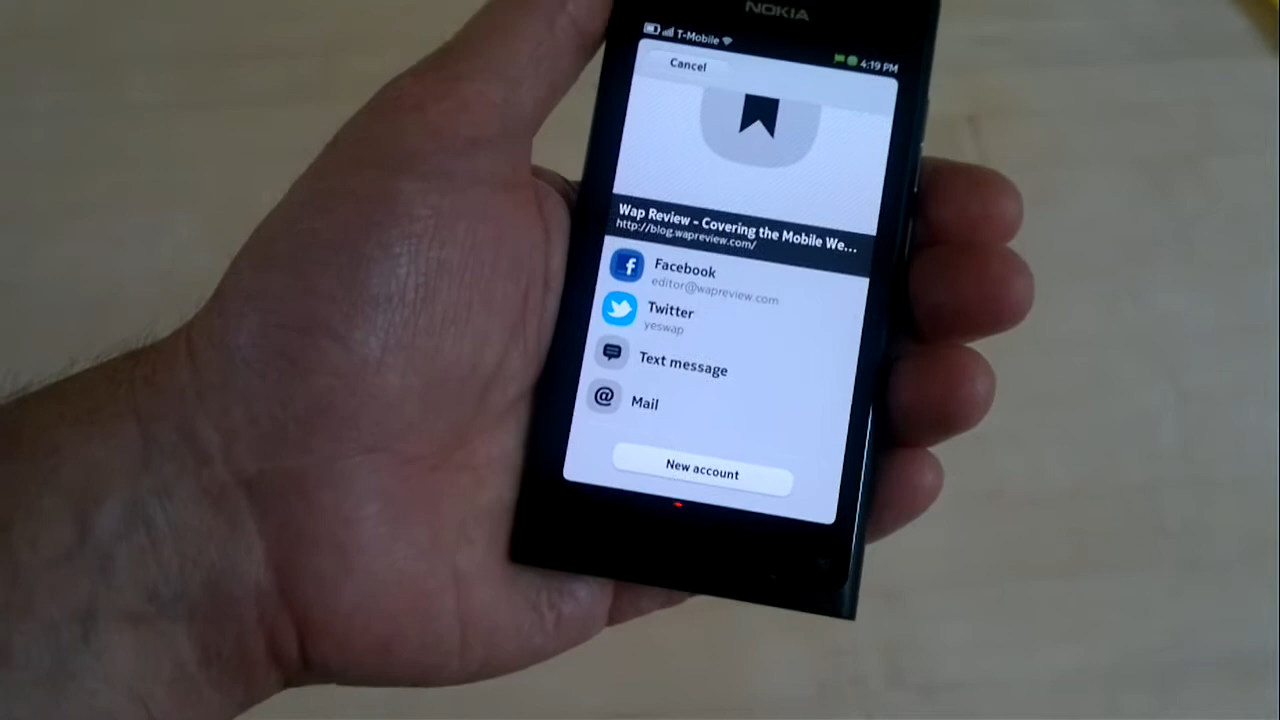 NOKIA
T-Mobile
4:19 PM
Cancel
Wap Review - Covering the Mobile We...
http://blog.wapreview.com/
Facebook
editor@wapreview.com
Twitter
yeswap
Text message
@ Mail
New account